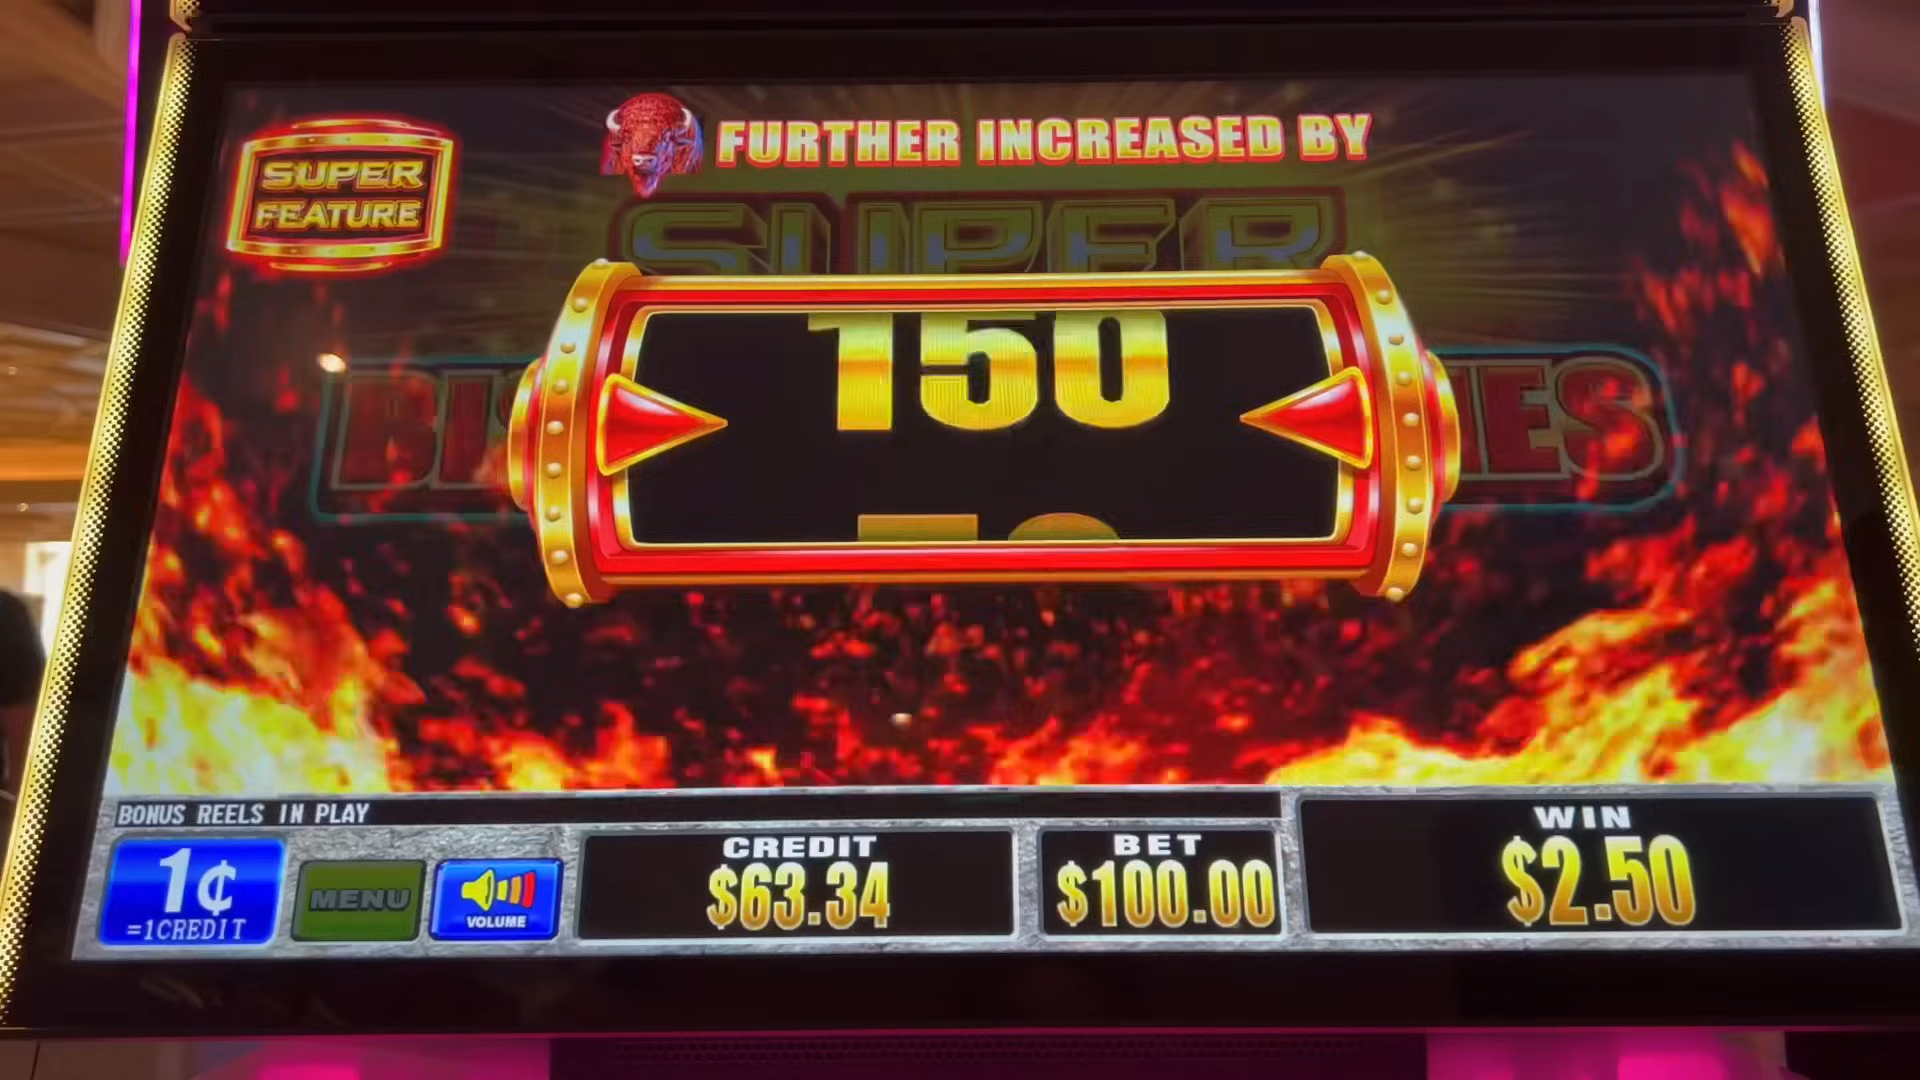 FURTHER INCREASED BY
SUPER
FEATURE
SUPER
150
BONUS REELS IN PLAY
1¢
=1CREDIT
MENU
VOLUME
CREDIT
$63.34
BET
$100.00
WIN
$2.50